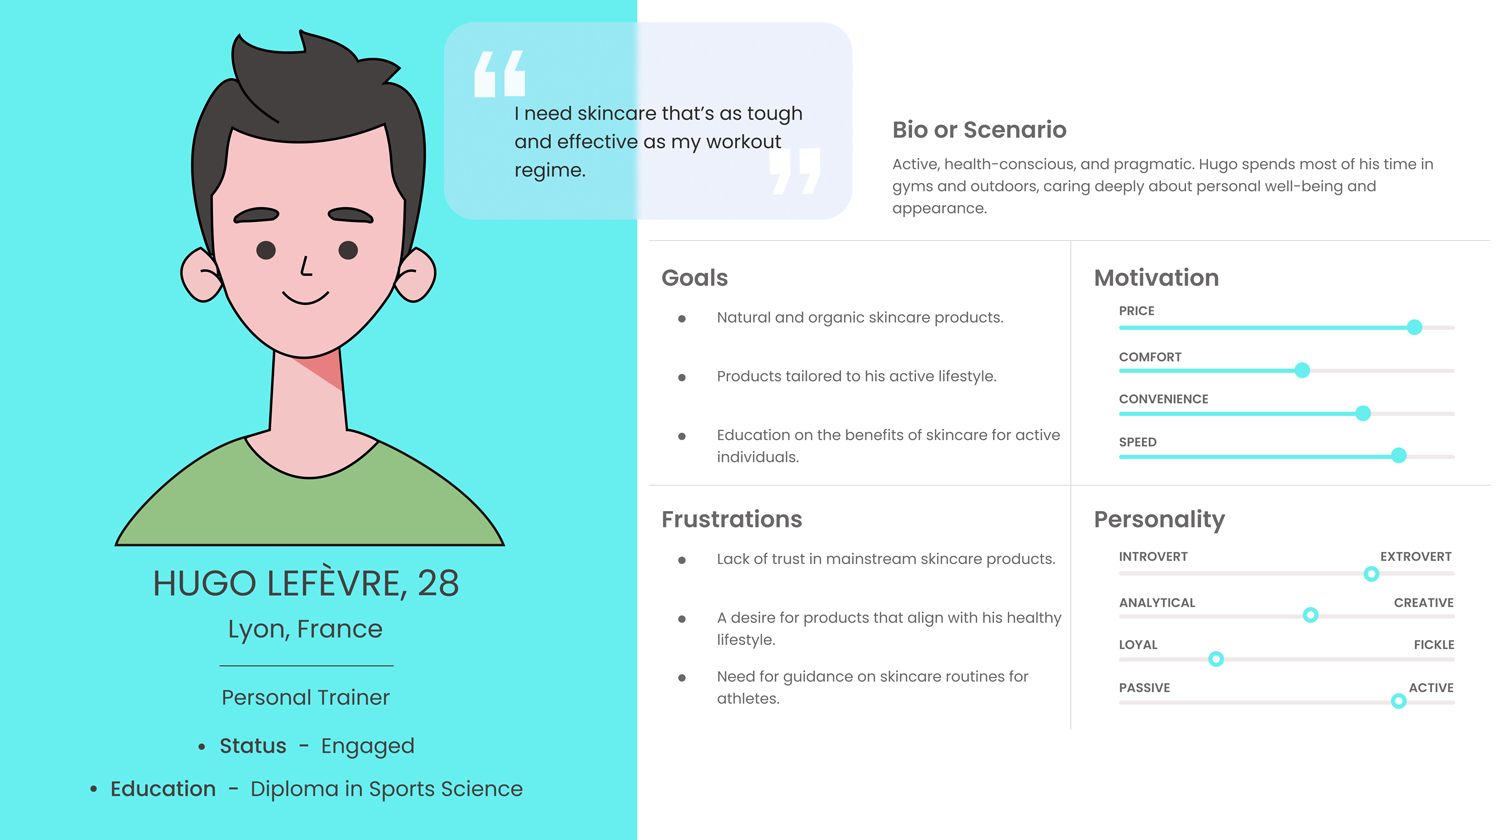 “
I need skincare that’s as tough
and effective as my workout
regime.
”
HUGO LEFÈVRE, 28
Lyon, France
Personal Trainer
• Status - Engaged
• Education - Diploma in Sports Science
Bio or Scenario
Active, health-conscious, and pragmatic. Hugo spends most of his time in
gyms and outdoors, caring deeply about personal well-being and
appearance.
Goals
● Natural and organic skincare products.
● Products tailored to his active lifestyle.
● Education on the benefits of skincare for active
individuals.
Motivation
PRICE
COMFORT
CONVENIENCE
SPEED
Frustrations
● Lack of trust in mainstream skincare products.
● A desire for products that align with his healthy
lifestyle.
● Need for guidance on skincare routines for
athletes.
Personality
INTROVERT EXTROVERT
ANALYTICAL CREATIVE
LOYAL FICKLE
PASSIVE ACTIVE